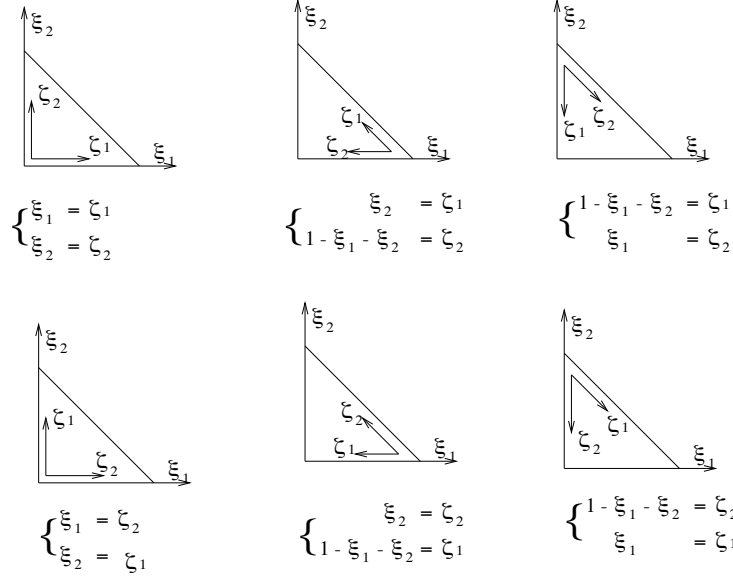 ξ₂
ζ₂
ζ₁
ξ₁
ξ₁ = ζ₁
ξ₂ = ζ₂
ξ₂
ζ₁
ζ₂
ξ₁
ξ₂ = ζ₁
1 - ξ₁ - ξ₂ = ζ₂
ξ₂
ζ₁
ζ₂
ξ₁
1 - ξ₁ - ξ₂ = ζ₁
ξ₁ = ζ₂
ξ₂
ζ₁
ζ₂
ξ₁
ξ₁ = ζ₂
ξ₂ = ζ₁
ξ₂
ζ₂
ζ₁
ξ₁
ξ₂ = ζ₂
1 - ξ₁ - ξ₂ = ζ₁
ξ₂
ζ₁
ζ₂
ξ₁
1 - ξ₁ - ξ₂ = ζ₂
ξ₁ = ζ₁